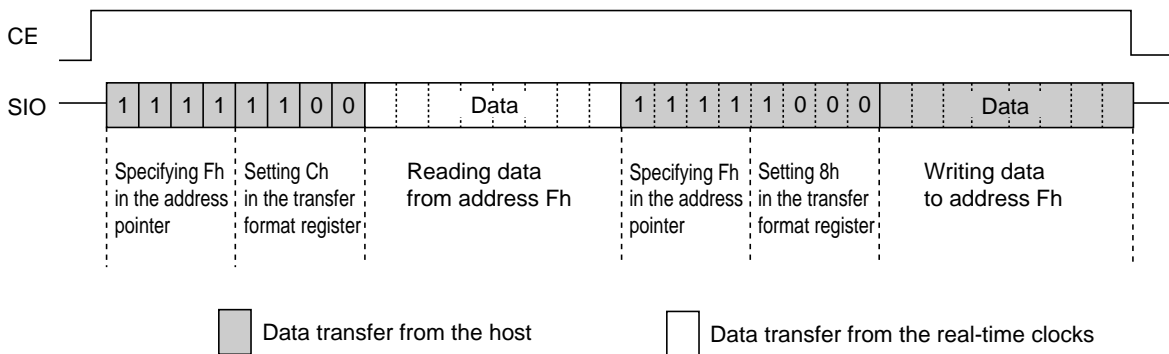 CE
SIO
1 1 1 1 1 1 0 0 Data 1 1 1 1 1 0 0 0 Data
Specifying Fh
in the address
pointer
Setting Ch
in the transfer
format register
Reading data
from address Fh
Specifying Fh
in the address
pointer
Setting 8h
in the transfer
format register
Writing data
to address Fh
Data transfer from the host
Data transfer from the real-time clocks